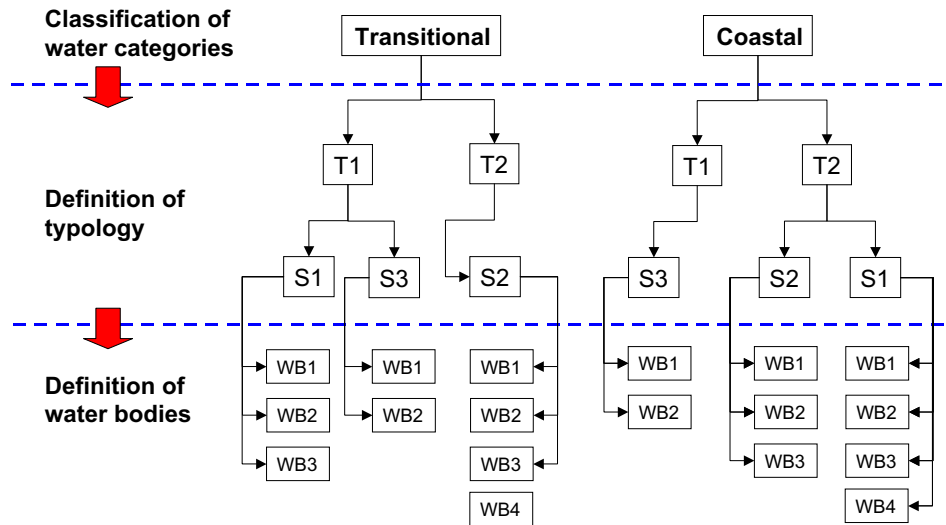 Classification of
water categories
Transitional
Coastal
T1
T2
T1
T2
Definition of
typology
S1
S3
S2
S3
S2
S1
Definition of
water bodies
WB1
WB1
WB1
WB1
WB1
WB1
WB2
WB2
WB2
WB2
WB2
WB2
WB3
WB3
WB3
WB3
WB4
WB4